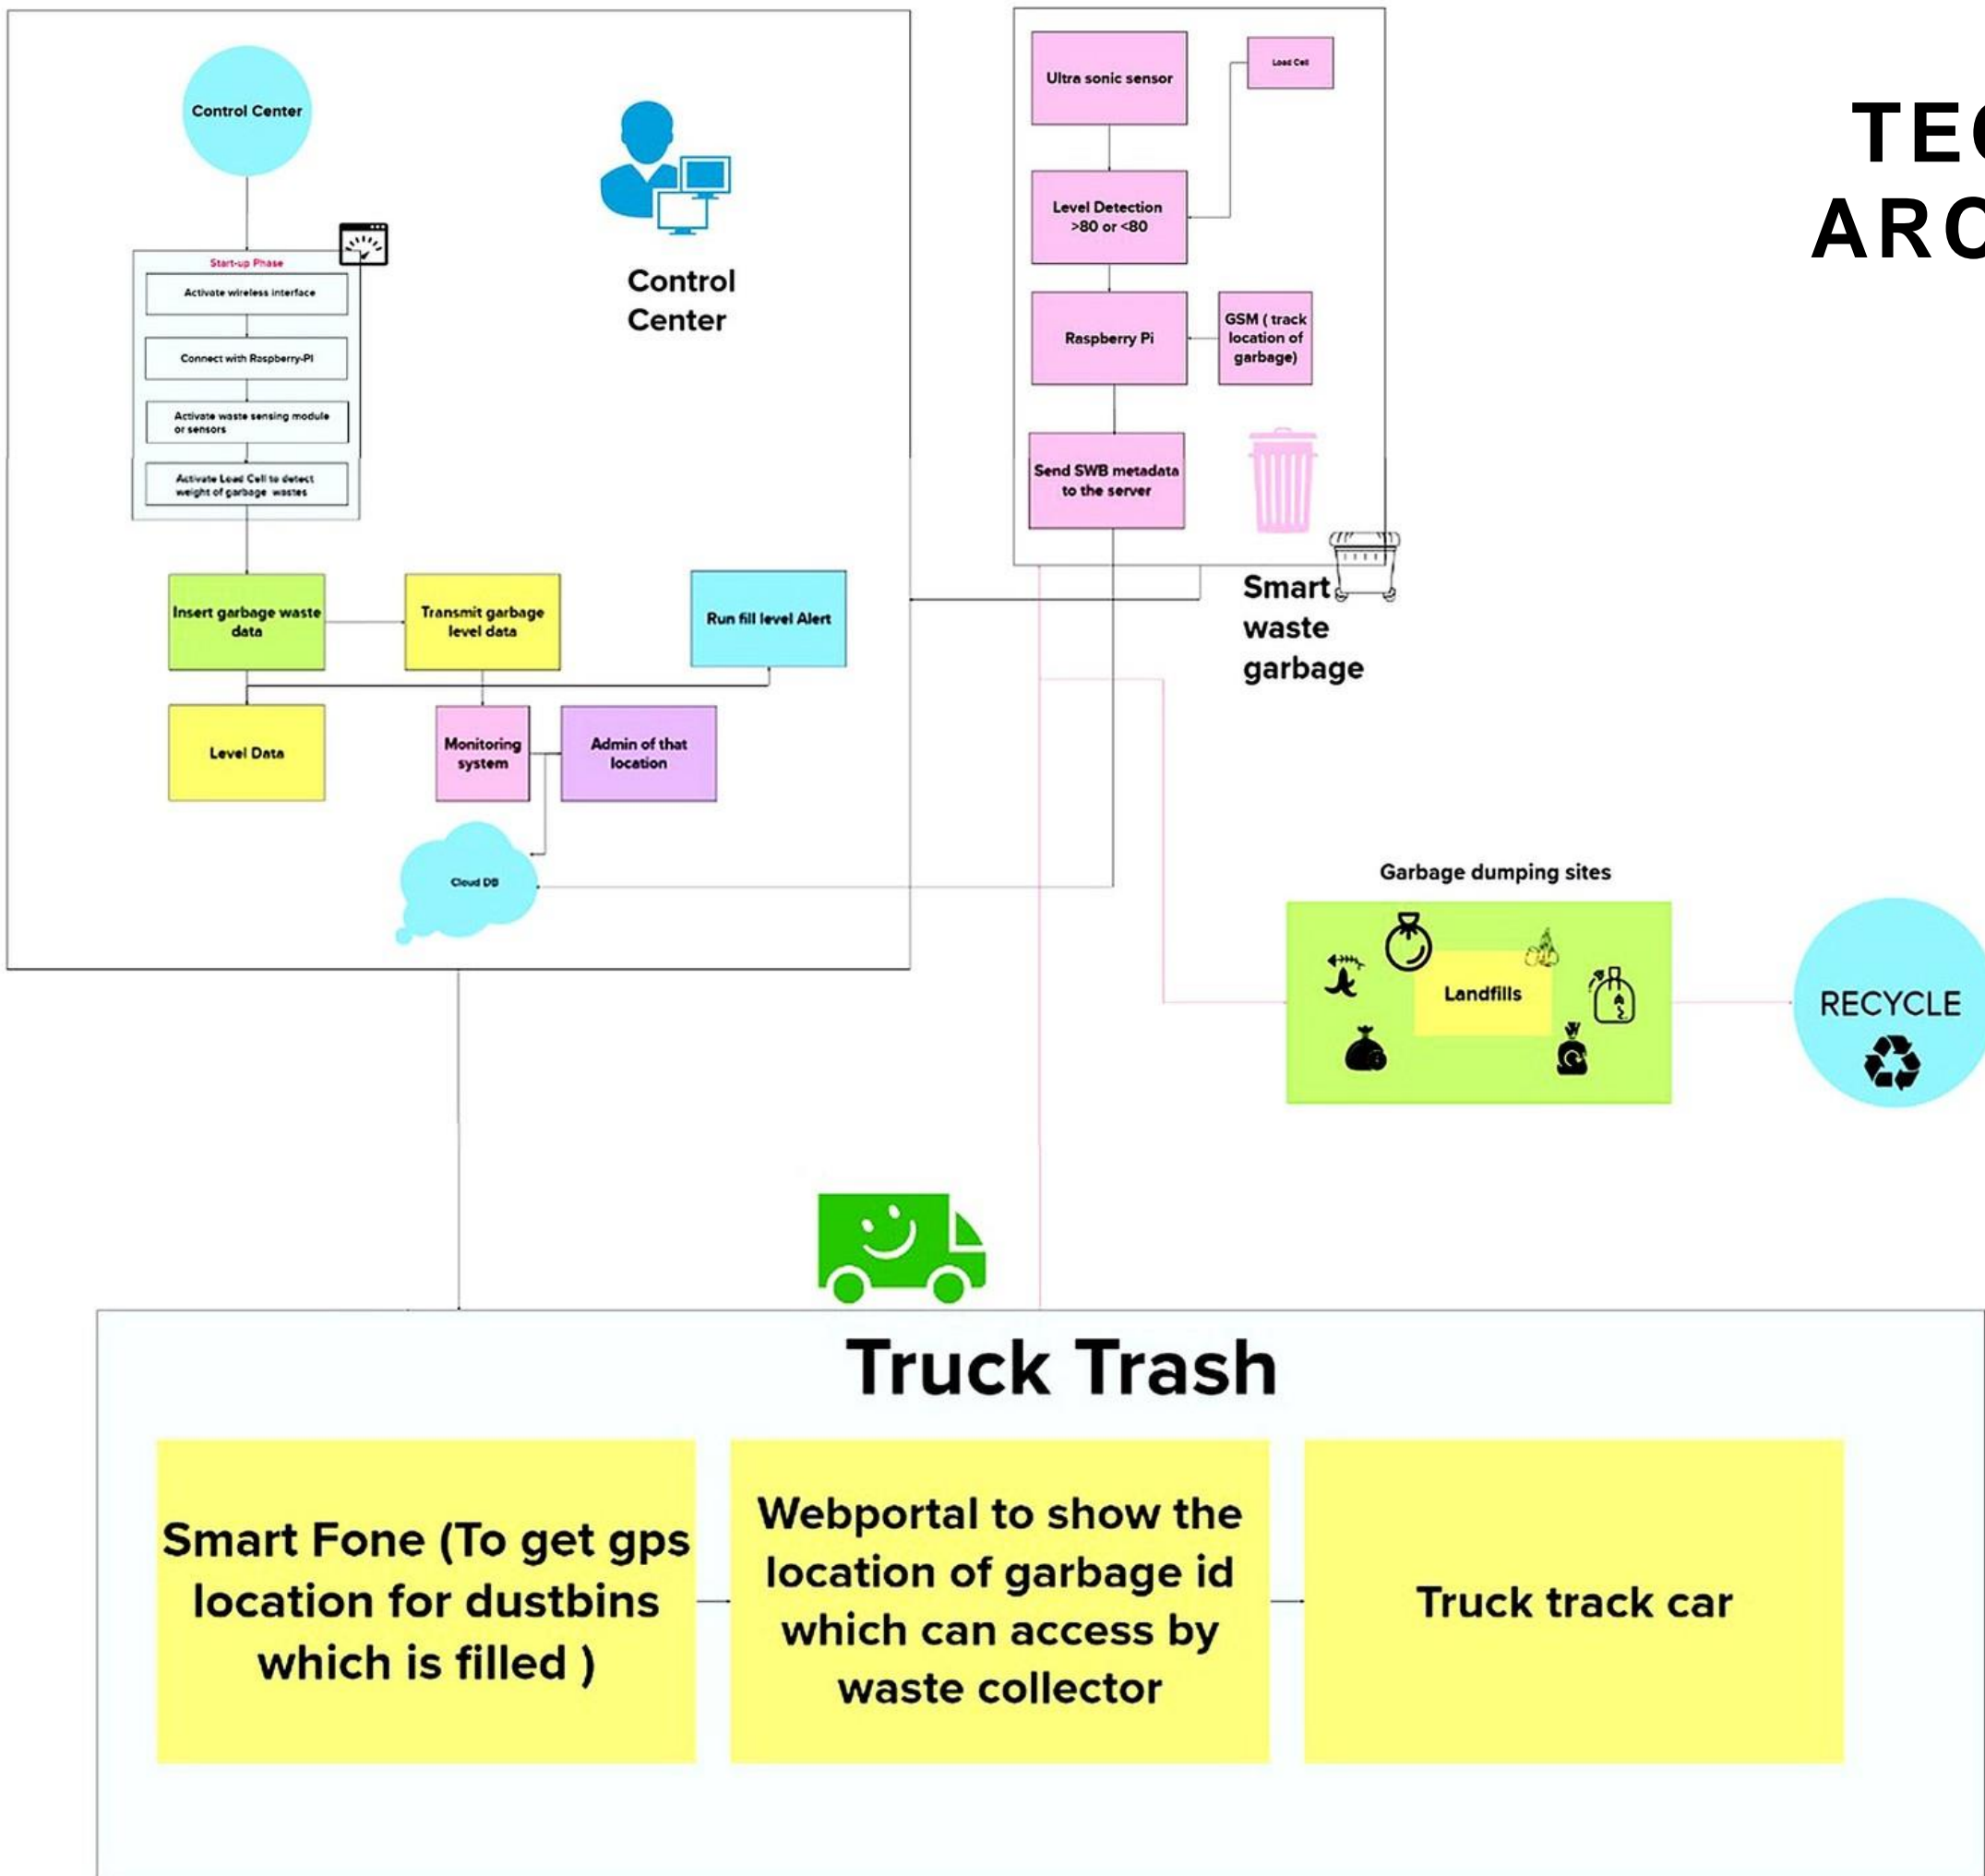 Control Center
Control
Center
Start-up Phase
Activate wireless interface
Connect with Raspberry-PI
Activate waste sensing module
or sensors
Activate Load Cell to detect
weight of garbage wastes
Insert garbage waste
data
Transmit garbage
level data
Run fill level Alert
Level Data
Monitoring
system
Admin of that
location
Cloud DB
Ultra sonic sensor
Load Cell
Level Detection
>80 or <80
Raspberry Pi
GSM ( track
location of
garbage)
Send SWB metadata
to the server
Smart
waste
garbage
TEC
ARC
Garbage dumping sites
Landfills
RECYCLE
Truck Trash
Smart Fone (To get gps
location for dustbins
which is filled )
Webportal to show the
location of garbage id
which can access by
waste collector
Truck track car